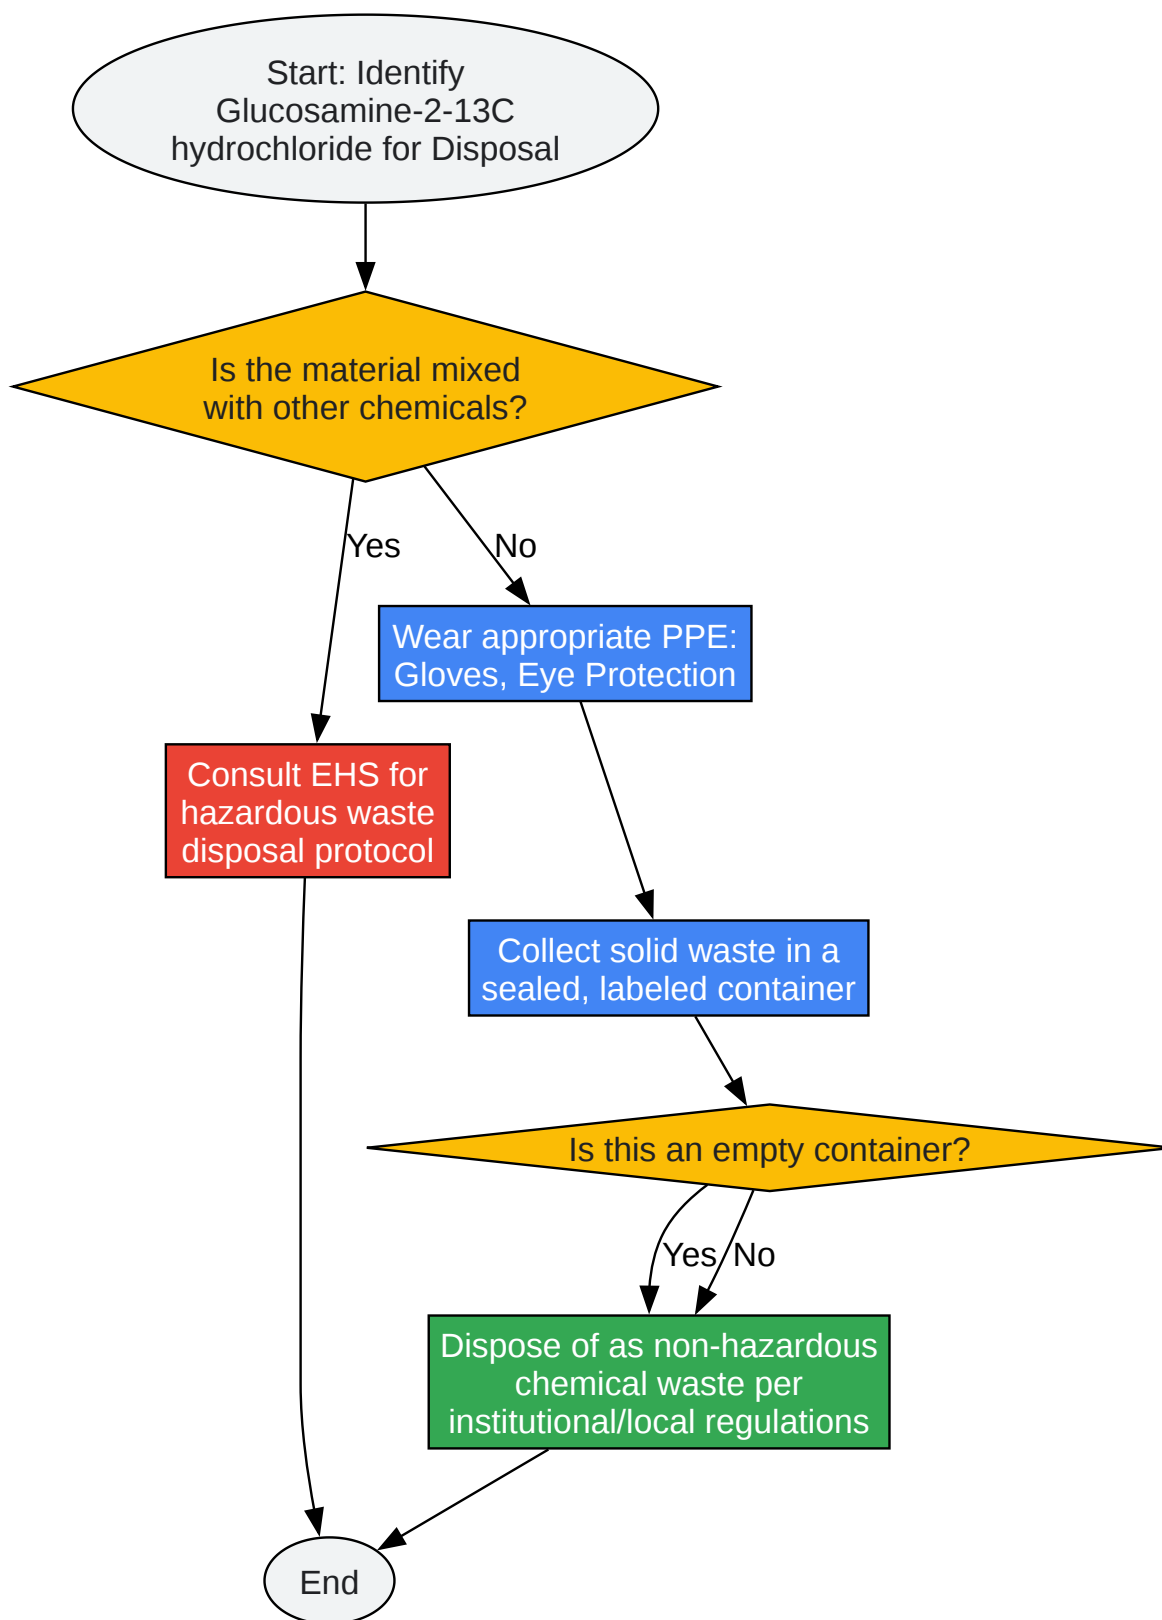 Start: Identify
Glucosamine-2-13C
hydrochloride for Disposal
Is the material mixed
with other chemicals?
Yes
No
Wear appropriate PPE:
Gloves, Eye Protection
Consult EHS for
hazardous waste
disposal protocol
Collect solid waste in a
sealed, labeled container
Is this an empty container?
Yes
No
Dispose of as non-hazardous
chemical waste per
institutional/local regulations
End